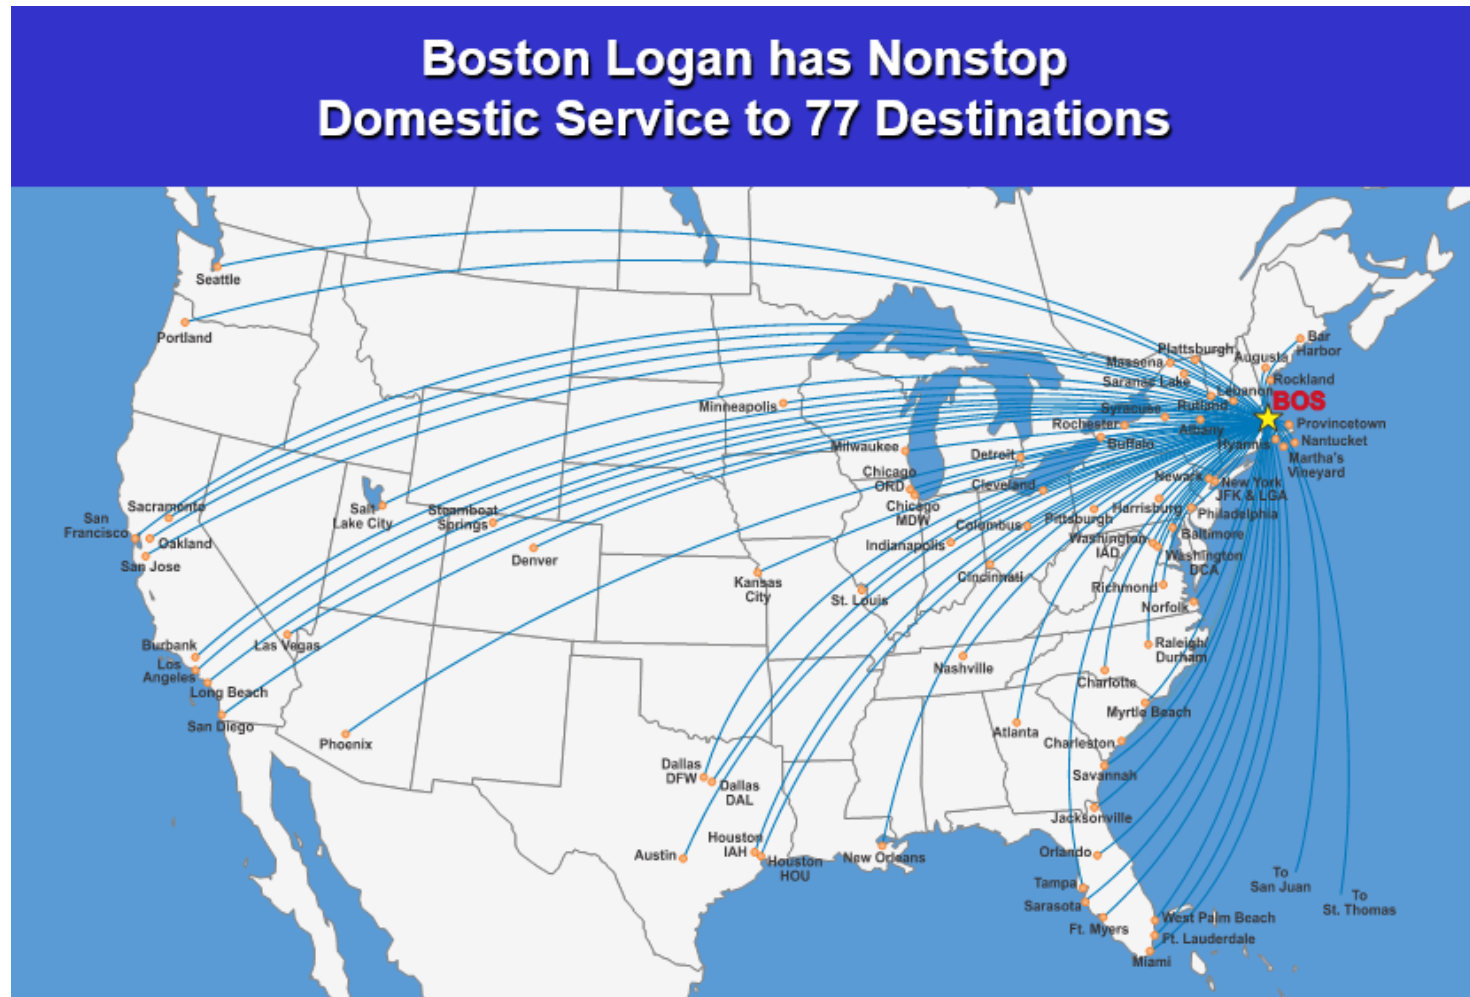 Boston Logan has Nonstop
Domestic Service to 77 Destinations
Seattle
Portland
Bar
Harbor
Plattsburgh
Augusta
Massena
Saranac Lake
Rockland
Lebanon
BOS
Minneapolis
Syracuse
Rutland
Rochester
Albany
Provincetown
Buffalo
Hyannis
Nantucket
Milwaukee
Detroit
Martha's
Vineyard
Chicago
ORD
Cleveland
Newark
New York
JFK & LGA
Sacramento
Salt
Lake City
Steamboat
Springs
Chicago
MDW
Harrisburg
Philadelphia
San
Francisco
Columbus
Pittsburgh
Oakland
Indianapolis
Washington
IAD
Baltimore
San Jose
Denver
Washington
DCA
Kansas
City
Cincinnati
St. Louis
Richmond
Norfolk
Burbank
Las Vegas
Los
Angeles
Raleigh/
Durham
Nashville
Long Beach
Charlotte
San Diego
Myrtle Beach
Phoenix
Atlanta
Charleston
Dallas
DFW
Dallas
DAL
Savannah
Jacksonville
Houston
IAH
Austin
Houston
HOU
New Orleans
Orlando
To
San Juan
Tampa
Sarasota
To
St. Thomas
West Palm Beach
Ft. Myers
Ft. Lauderdale
Miami